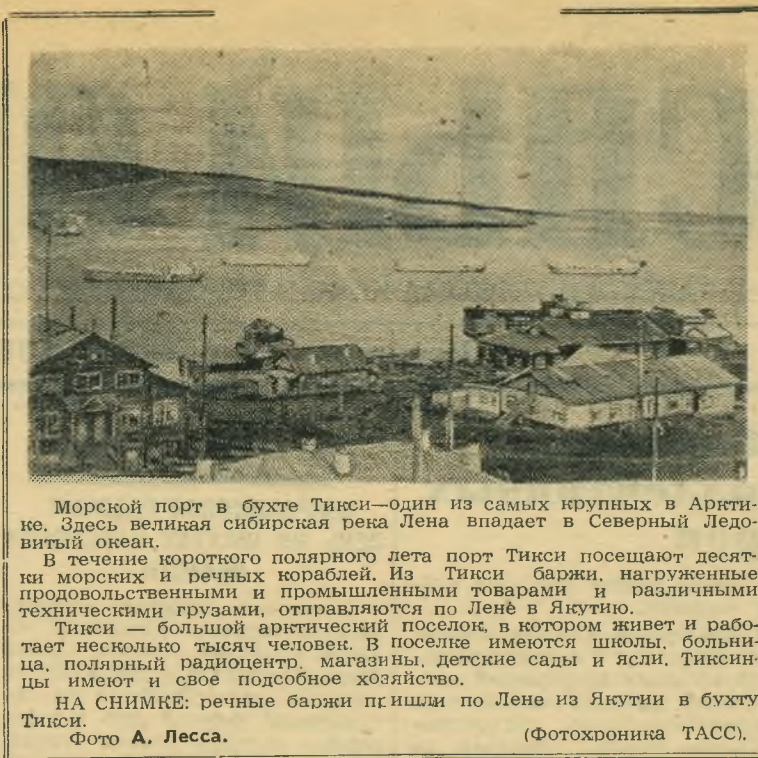 Морской порт в бухте Тикси—один из самых крупных в Аркти-
ке. Здесь великая сибирская река Лена впадает в Северный Ледо-
витый океан.
В течение короткого полярного лета порт Тикси посещают десят-
ки морских и речных кораблей. Из Тикси баржи, нагруженные
продовольственными и промышленными товарами и различными
техническими грузами, отправляются по Лене в Якутию.
Тикси — большой арктический поселок, в котором живет и рабо-
тает несколько тысяч человек. В поселке имеются школы, больни-
ца, полярный радиоцентр, магазины, детские сады и ясли. Тиксин-
цы имеют и свое подсобное хозяйство.
НА СНИМКЕ: речные баржи пришли по Лене из Якутии в бухту
Тикси.
Фото А. Лесса. (Фотохроника ТАСС).